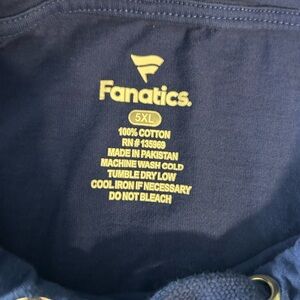 Fanatics.
5XL
100% COTTON
RN # 135969
MADE IN PAKISTAN
MACHINE WASH COLD
TUMBLE DRY LOW
COOL IRON IF NECESSARY
DO NOT BLEACH